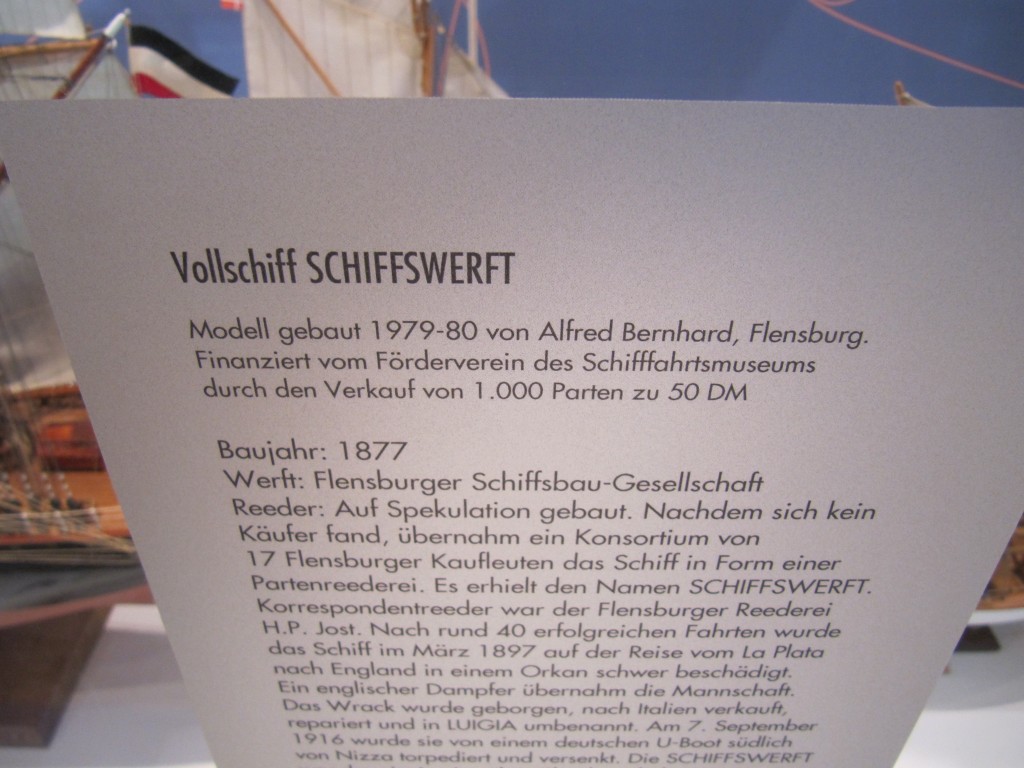 Vollschiff SCHIFFSWERFT
Modell gebaut 1979-80 von Alfred Bernhard, Flensburg.
Finanziert vom Förderverein des Schifffahrtsmuseums
durch den Verkauf von 1.000 Parten zu 50 DM
Baujahr: 1877
Werft: Flensburger Schiffsbau-Gesellschaft
Reeder: Auf Spekulation gebaut. Nachdem sich kein
Käufer fand, übernahm ein Konsortium von
17 Flensburger Kaufleuten das Schiff in Form einer
Partenreederei. Es erhielt den Namen SCHIFFSWERFT.
Korrespondentreeder war der Flensburger Reederei
H.P. Jost. Nach rund 40 erfolgreichen Fahrten wurde
das Schiff im März 1897 auf der Reise vom La Plata
nach England in einem Orkan schwer beschädigt.
Ein englischer Dampfer übernahm die Mannschaft.
Das Wrack wurde geborgen, nach Italien verkauft,
repariert und in LUIGIA umbenannt. Am 7. September
1916 wurde sie von einem deutschen U-Boot südlich
von Nizza torpediert und versenkt. Die SCHIFFSWERFT